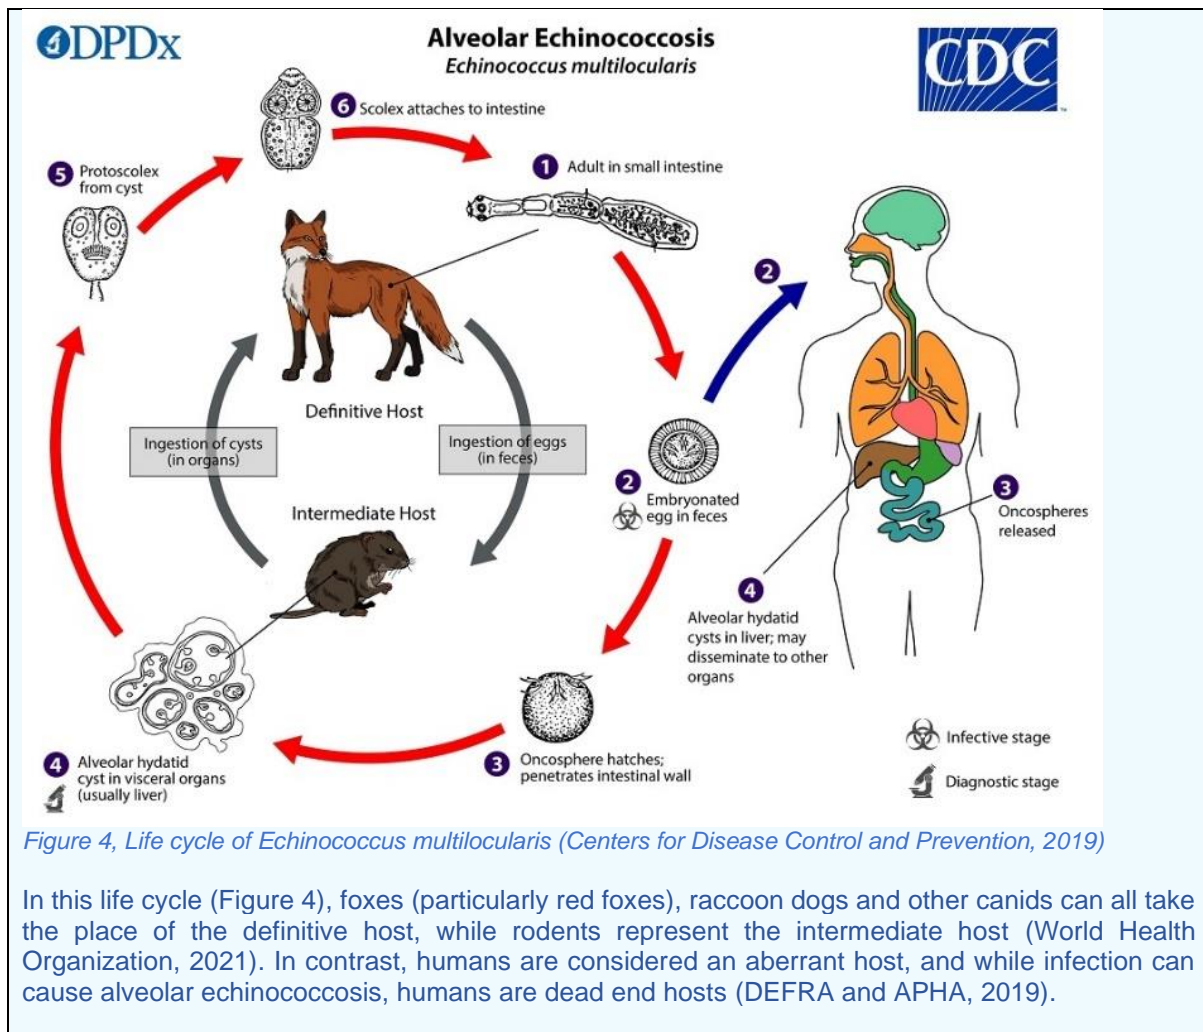 DPDx
Alveolar Echinococcosis
Echinococcus multilocularis
CDC
TM
6 Scolex attaches to intestine
1 Adult in small intestine
5 Protoscolex
from cyst
2
Definitive Host
Ingestion of cysts
(in organs)
Ingestion of eggs
(in feces)
2 Embryonated
egg in feces
3
Oncospheres
released
Intermediate Host
4
Alveolar hydatid
cysts in liver; may
disseminate to other
organs
3 Oncosphere hatches;
penetrates intestinal wall
4 Alveolar hydatid
cyst in visceral organs
(usually liver)
Infective stage
Diagnostic stage
Figure 4, Life cycle of Echinococcus multilocularis (Centers for Disease Control and Prevention, 2019)
In this life cycle (Figure 4), foxes (particularly red foxes), raccoon dogs and other canids can all take
the place of the definitive host, while rodents represent the intermediate host (World Health
Organization, 2021). In contrast, humans are considered an aberrant host, and while infection can
cause alveolar echinococcosis, humans are dead end hosts (DEFRA and APHA, 2019).